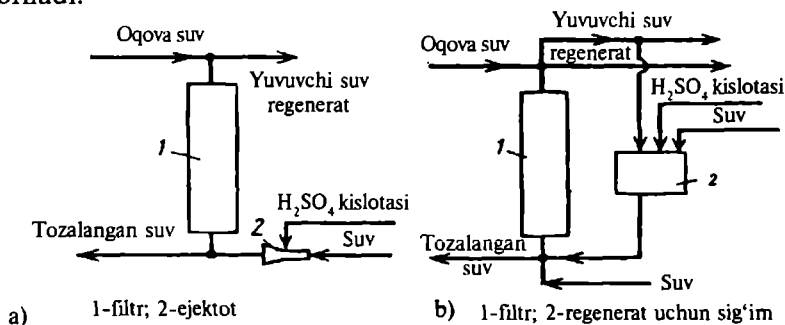 Oqova suv
Yuvuvchi suv
regenerat
1
H₂SO₄ kislotasi
Tozalangan suv
2
Suv
a)
1-filtr; 2-ejektot
Yuvuvchi suv
Oqova suv
regenerat
H₂SO₄ kislotasi
Suv
1
2
Tozalangan
suv
Suv
b)
1-filtr; 2-regenerat uchun sig‘im